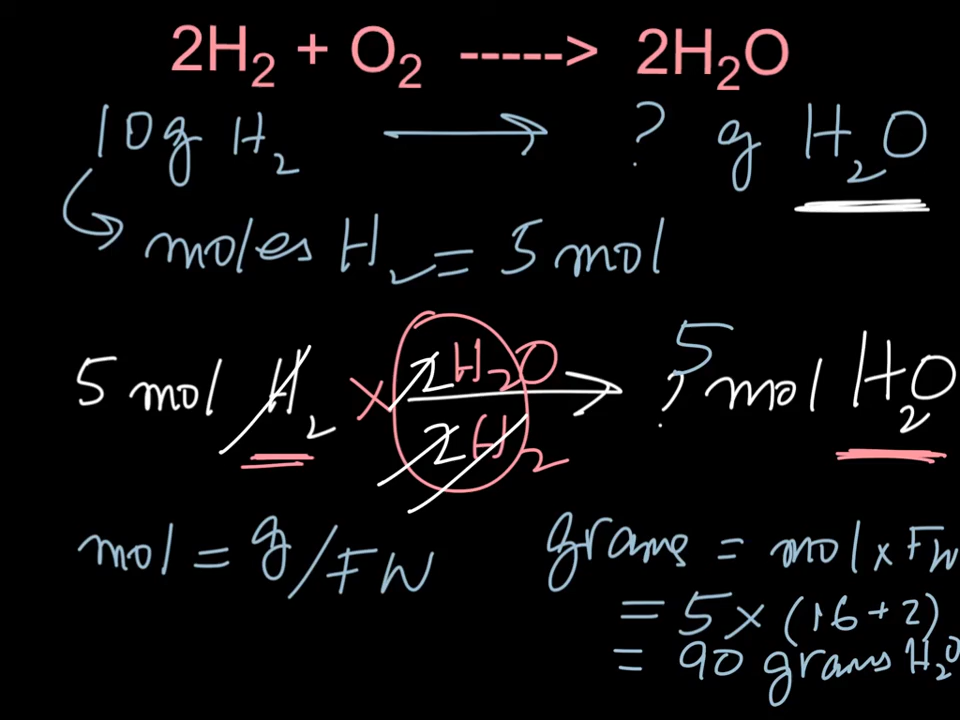 2H₂ + O₂ -----> 2H₂O
10g H₂ ⟶ ? g H₂O
moles H₂ = 5 mol
5 mol H₂ × 2H₂O / 2H₂ ⟶ ? 5 mol H₂O
mol = g/FW grams = mol × FW
= 5 × (16 + 2)
= 90 grams H₂O